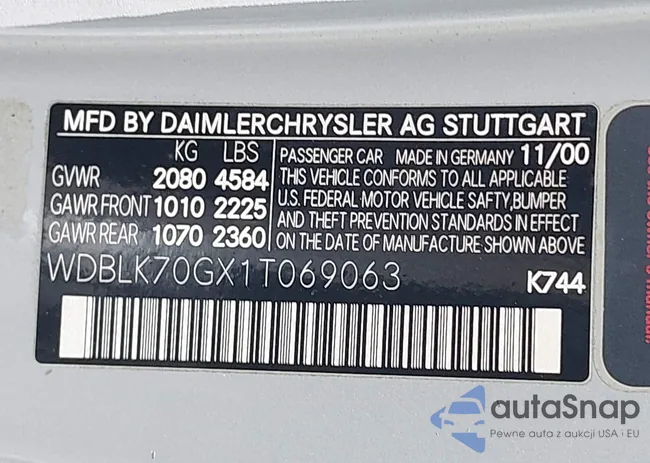 MFD BY DAIMLERCHRYSLER AG STUTTGART
KG LBS
GVWR 2080 4584
GAWR FRONT 1010 2225
GAWR REAR 1070 2360
PASSENGER CAR MADE IN GERMANY 11/00
THIS VEHICLE CONFORMS TO ALL APPLICABLE
U.S. FEDERAL MOTOR VEHICLE SAFTY,BUMPER
AND THEFT PREVENTION STANDARDS IN EFFECT
ON THE DATE OF MANUFACTURE SHOWN ABOVE
WDBLK70GX1T069063
K744
autaSnap
Pewne auta z aukcji USA i EU